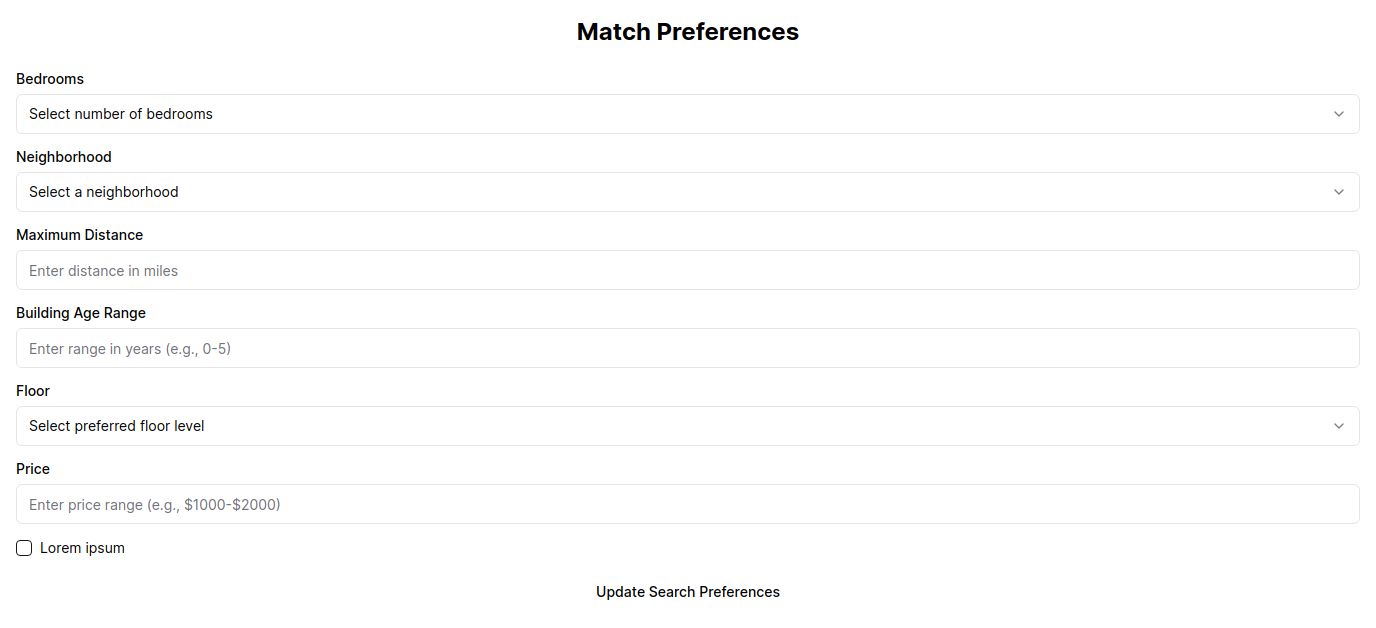 Match Preferences
Bedrooms
Select number of bedrooms
Neighborhood
Select a neighborhood
Maximum Distance
Enter distance in miles
Building Age Range
Enter range in years (e.g., 0-5)
Floor
Select preferred floor level
Price
Enter price range (e.g., $1000-$2000)
Lorem ipsum
Update Search Preferences